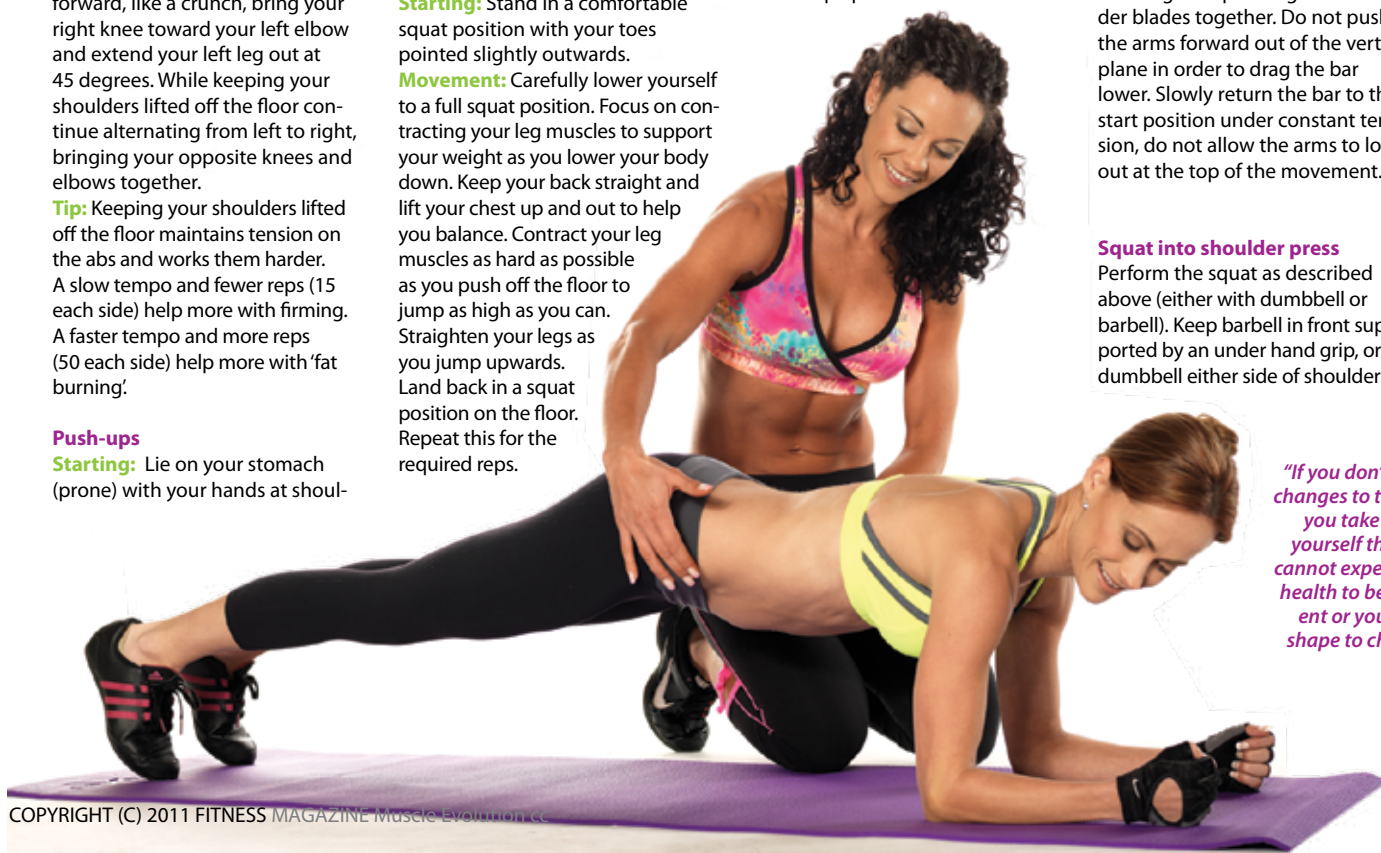 forward, like a crunch, bring your
right knee toward your left elbow
and extend your left leg out at
45 degrees. While keeping your
shoulders lifted off the floor con-
tinue alternating from left to right,
bringing your opposite knees and
elbows together.
Tip: Keeping your shoulders lifted
off the floor maintains tension on
the abs and works them harder.
A slow tempo and fewer reps (15
each side) help more with firming.
A faster tempo and more reps
(50 each side) help more with ‘fat
burning’.
Push-ups
Starting: Lie on your stomach
(prone) with your hands at shoul-
Starting: Stand in a comfortable
squat position with your toes
pointed slightly outwards.
Movement: Carefully lower yourself
to a full squat position. Focus on con-
tracting your leg muscles to support
your weight as you lower your body
down. Keep your back straight and
lift your chest up and out to help
you balance. Contract your leg
muscles as hard as possible
as you push off the floor to
jump as high as you can.
Straighten your legs as
you jump upwards.
Land back in a squat
position on the floor.
Repeat this for the
required reps.
der blades together. Do not push
the arms forward out of the vert
plane in order to drag the bar
lower. Slowly return the bar to th
start position under constant ten
sion, do not allow the arms to lo
out at the top of the movement.
Squat into shoulder press
Perform the squat as described
above (either with dumbbell or
barbell). Keep barbell in front sup
ported by an under hand grip, or
dumbbell either side of shoulder
“If you don’
changes to t
you take
yourself th
cannot expe
health to be
ent or you
shape to ch
COPYRIGHT (C) 2011 FITNESS MAGAZINE Muscle Evolution cc